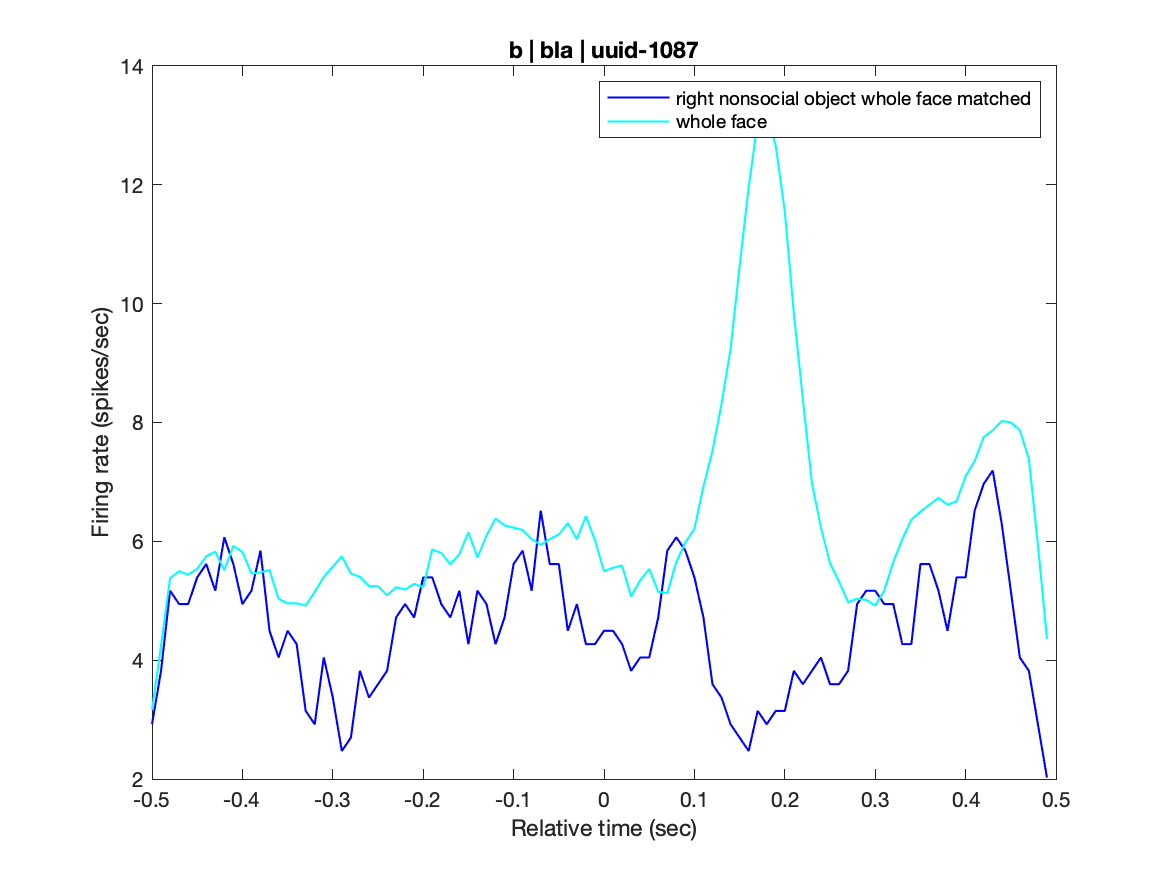 b | bla | uuid-1087
14
right nonsocial object whole face matched
whole face
12
10
8
6
4
2
Firing rate (spikes/sec)
-0.5 -0.4 -0.3 -0.2 -0.1 0 0.1 0.2 0.3 0.4 0.5
Relative time (sec)